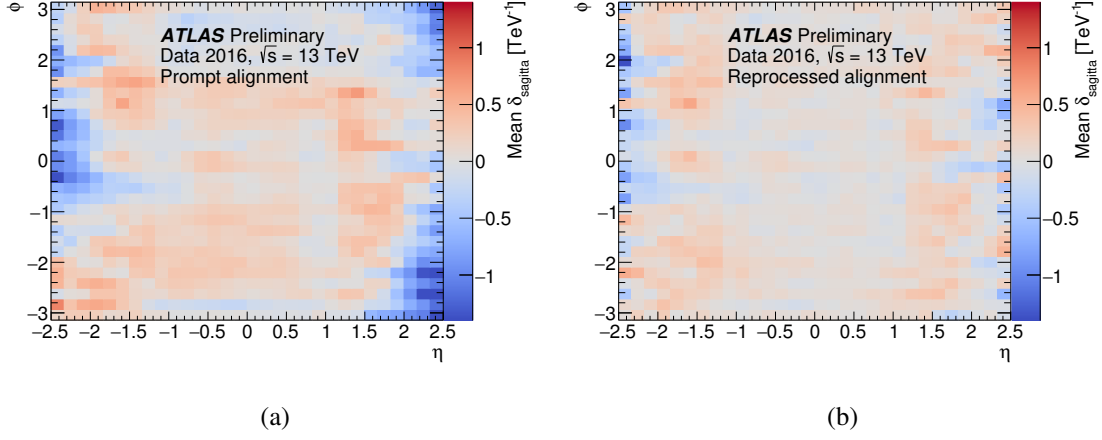 ϕ
ATLAS Preliminary
Data 2016, √s = 13 TeV
Prompt alignment
3
2
1
0
−1
−2
−3
−2.5 −2 −1.5 −1 −0.5 0 0.5 1 1.5 2 2.5
η
1
0.5
0
−0.5
−1
Mean δsagitta [TeV⁻¹]
(a)
ϕ
ATLAS Preliminary
Data 2016, √s = 13 TeV
Reprocessed alignment
3
2
1
0
−1
−2
−3
−2.5 −2 −1.5 −1 −0.5 0 0.5 1 1.5 2 2.5
η
1
0.5
0
−0.5
−1
Mean δsagitta [TeV⁻¹]
(b)